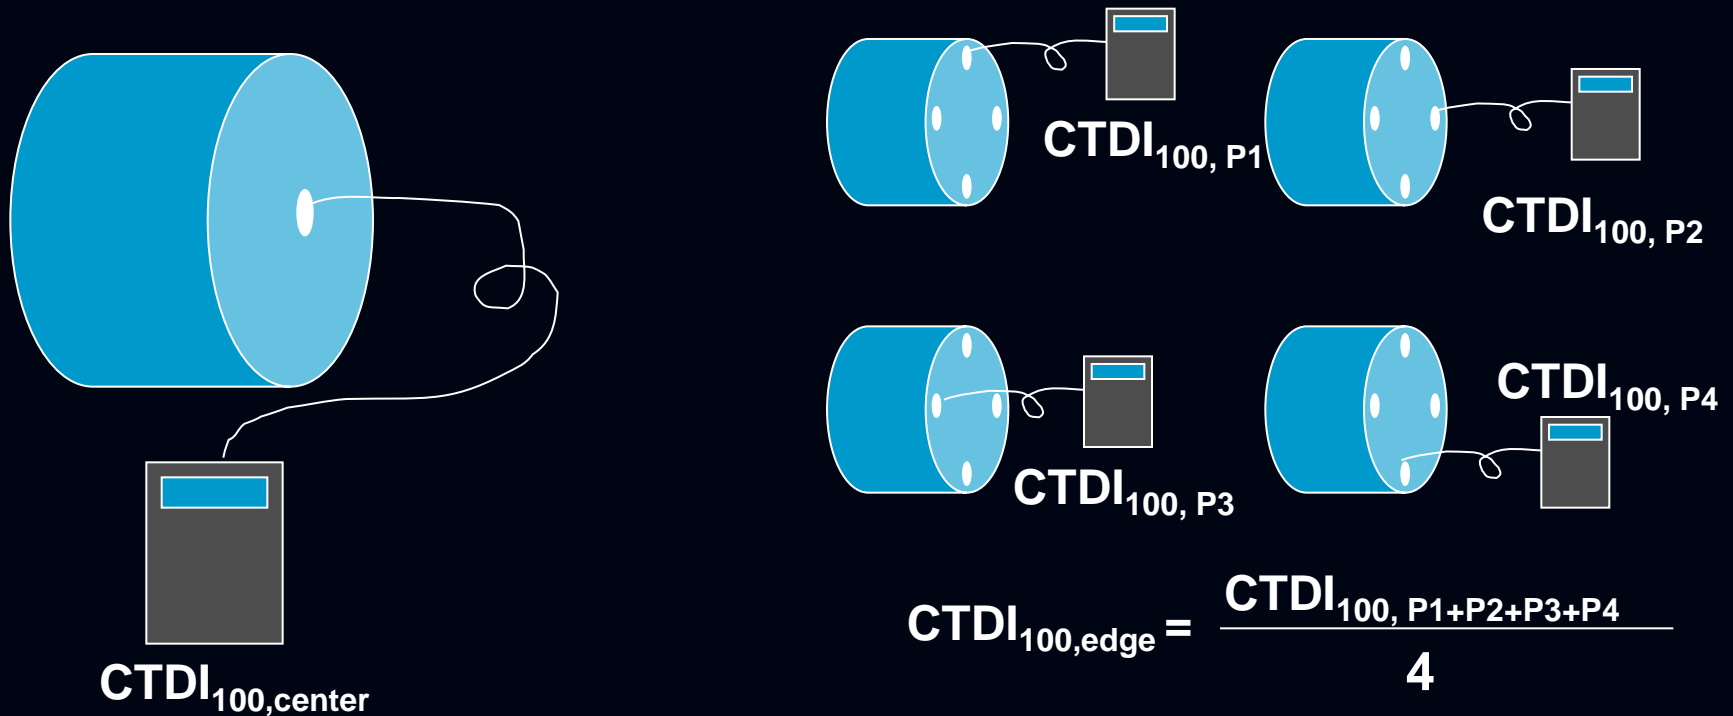 CTDI100,center
CTDI100, P1
CTDI100, P2
CTDI100, P3
CTDI100, P4
CTDI100,edge = CTDI100, P1+P2+P3+P4
4